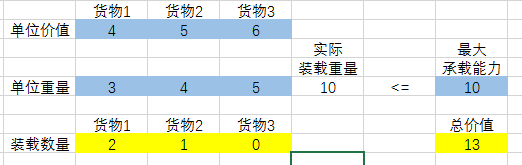 货物1 货物2 货物3
单位价值 4 5 6
实际 最大
装载重量 承载能力
单位重量 3 4 5 10 <= 10
货物1 货物2 货物3 总价值
装载数量 2 1 0 13